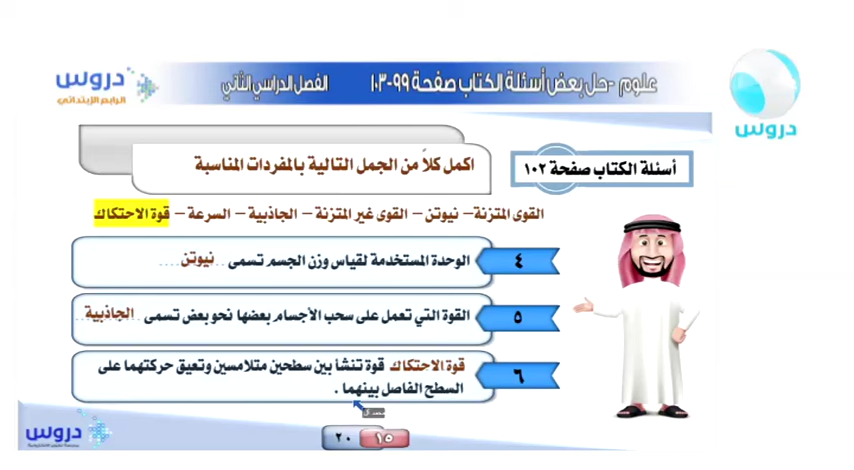 علوم - حل بعض أسئلة الكتاب صفحة ٩٩-١٠٣
الفصل الدراسي الثاني
دروس
الرابع الإبتدائي
دروس
أسئلة الكتاب صفحة ١٠٢
اكمل كلاً من الجمل التالية بالمفردات المناسبة
القوى المتزنة – نيوتن – القوى غير المتزنة – الجاذبية – السرعة – قوة الاحتكاك
٤
الوحدة المستخدمة لقياس وزن الجسم تسمى نيوتن
٥
القوة التي تعمل على سحب الأجسام بعضها نحو بعض تسمى الجاذبية
٦
قوة الاحتكاك قوة تنشأ بين سطحين متلامسين وتعيق حركتهما على
السطح الفاصل بينهما .
دروس
٢٠ ١٥